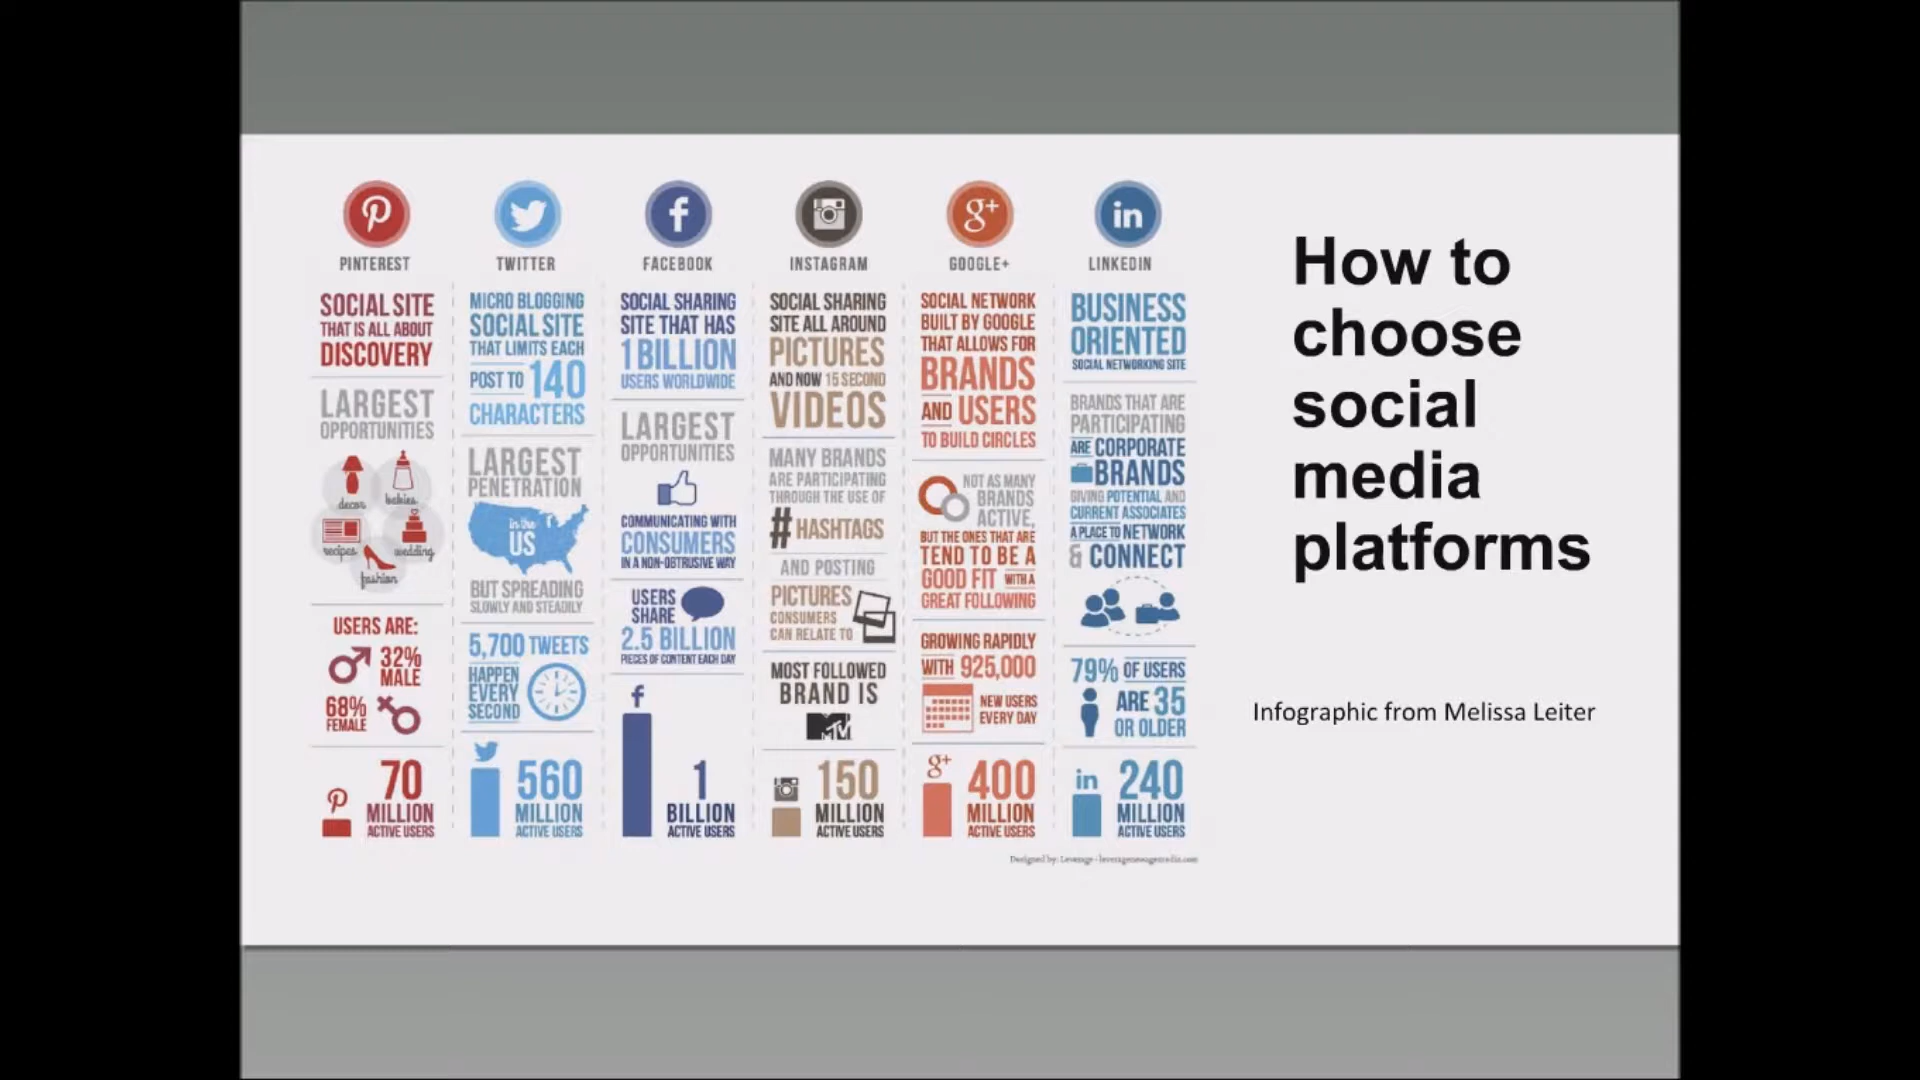 PINTEREST
SOCIAL SITE
THAT IS ALL ABOUT
DISCOVERY
LARGEST
OPPORTUNITIES
decor
babies
recipes
wedding
fashion
USERS ARE:
32%
MALE
68%
FEMALE
70
MILLION
ACTIVE USERS
TWITTER
MICRO BLOGGING
SOCIAL SITE
THAT LIMITS EACH
POST TO 140
CHARACTERS
LARGEST
PENETRATION
in the
US
BUT SPREADING
SLOWLY AND STEADILY
5,700 TWEETS
HAPPEN
EVERY
SECOND
560
MILLION
ACTIVE USERS
FACEBOOK
SOCIAL SHARING
SITE THAT HAS
1 BILLION
USERS WORLDWIDE
LARGEST
OPPORTUNITIES
COMMUNICATING WITH
CONSUMERS
IN A NON-OBTRUSIVE WAY
USERS
SHARE
2.5 BILLION
PIECES OF CONTENT EACH DAY
f
1
BILLION
ACTIVE USERS
INSTAGRAM
SOCIAL SHARING
SITE ALL AROUND
PICTURES
AND NOW 15 SECOND
VIDEOS
MANY BRANDS
ARE PARTICIPATING
THROUGH THE USE OF
# HASHTAGS
AND POSTING
PICTURES
CONSUMERS
CAN RELATE TO
MOST FOLLOWED
BRAND IS
MTV
150
MILLION
ACTIVE USERS
g+
GOOGLE+
SOCIAL NETWORK
BUILT BY GOOGLE
THAT ALLOWS FOR
BRANDS
AND USERS
TO BUILD CIRCLES
NOT AS MANY
BRANDS
ACTIVE,
BUT THE ONES THAT ARE
TEND TO BE A
GOOD FIT WITH A
GREAT FOLLOWING
GROWING RAPIDLY
WITH 925,000
NEW USERS
EVERY DAY
g+
400
MILLION
ACTIVE USERS
in
LINKEDIN
BUSINESS
ORIENTED
SOCIAL NETWORKING SITE
BRANDS THAT ARE
PARTICIPATING
ARE CORPORATE
BRANDS
GIVING POTENTIAL AND
CURRENT ASSOCIATES
A PLACE TO NETWORK
& CONNECT
79% OF USERS
ARE 35
OR OLDER
in
240
MILLION
ACTIVE USERS
Designed by: Leverage - leveragenewagemedia.com
How to
choose
social
media
platforms
Infographic from Melissa Leiter